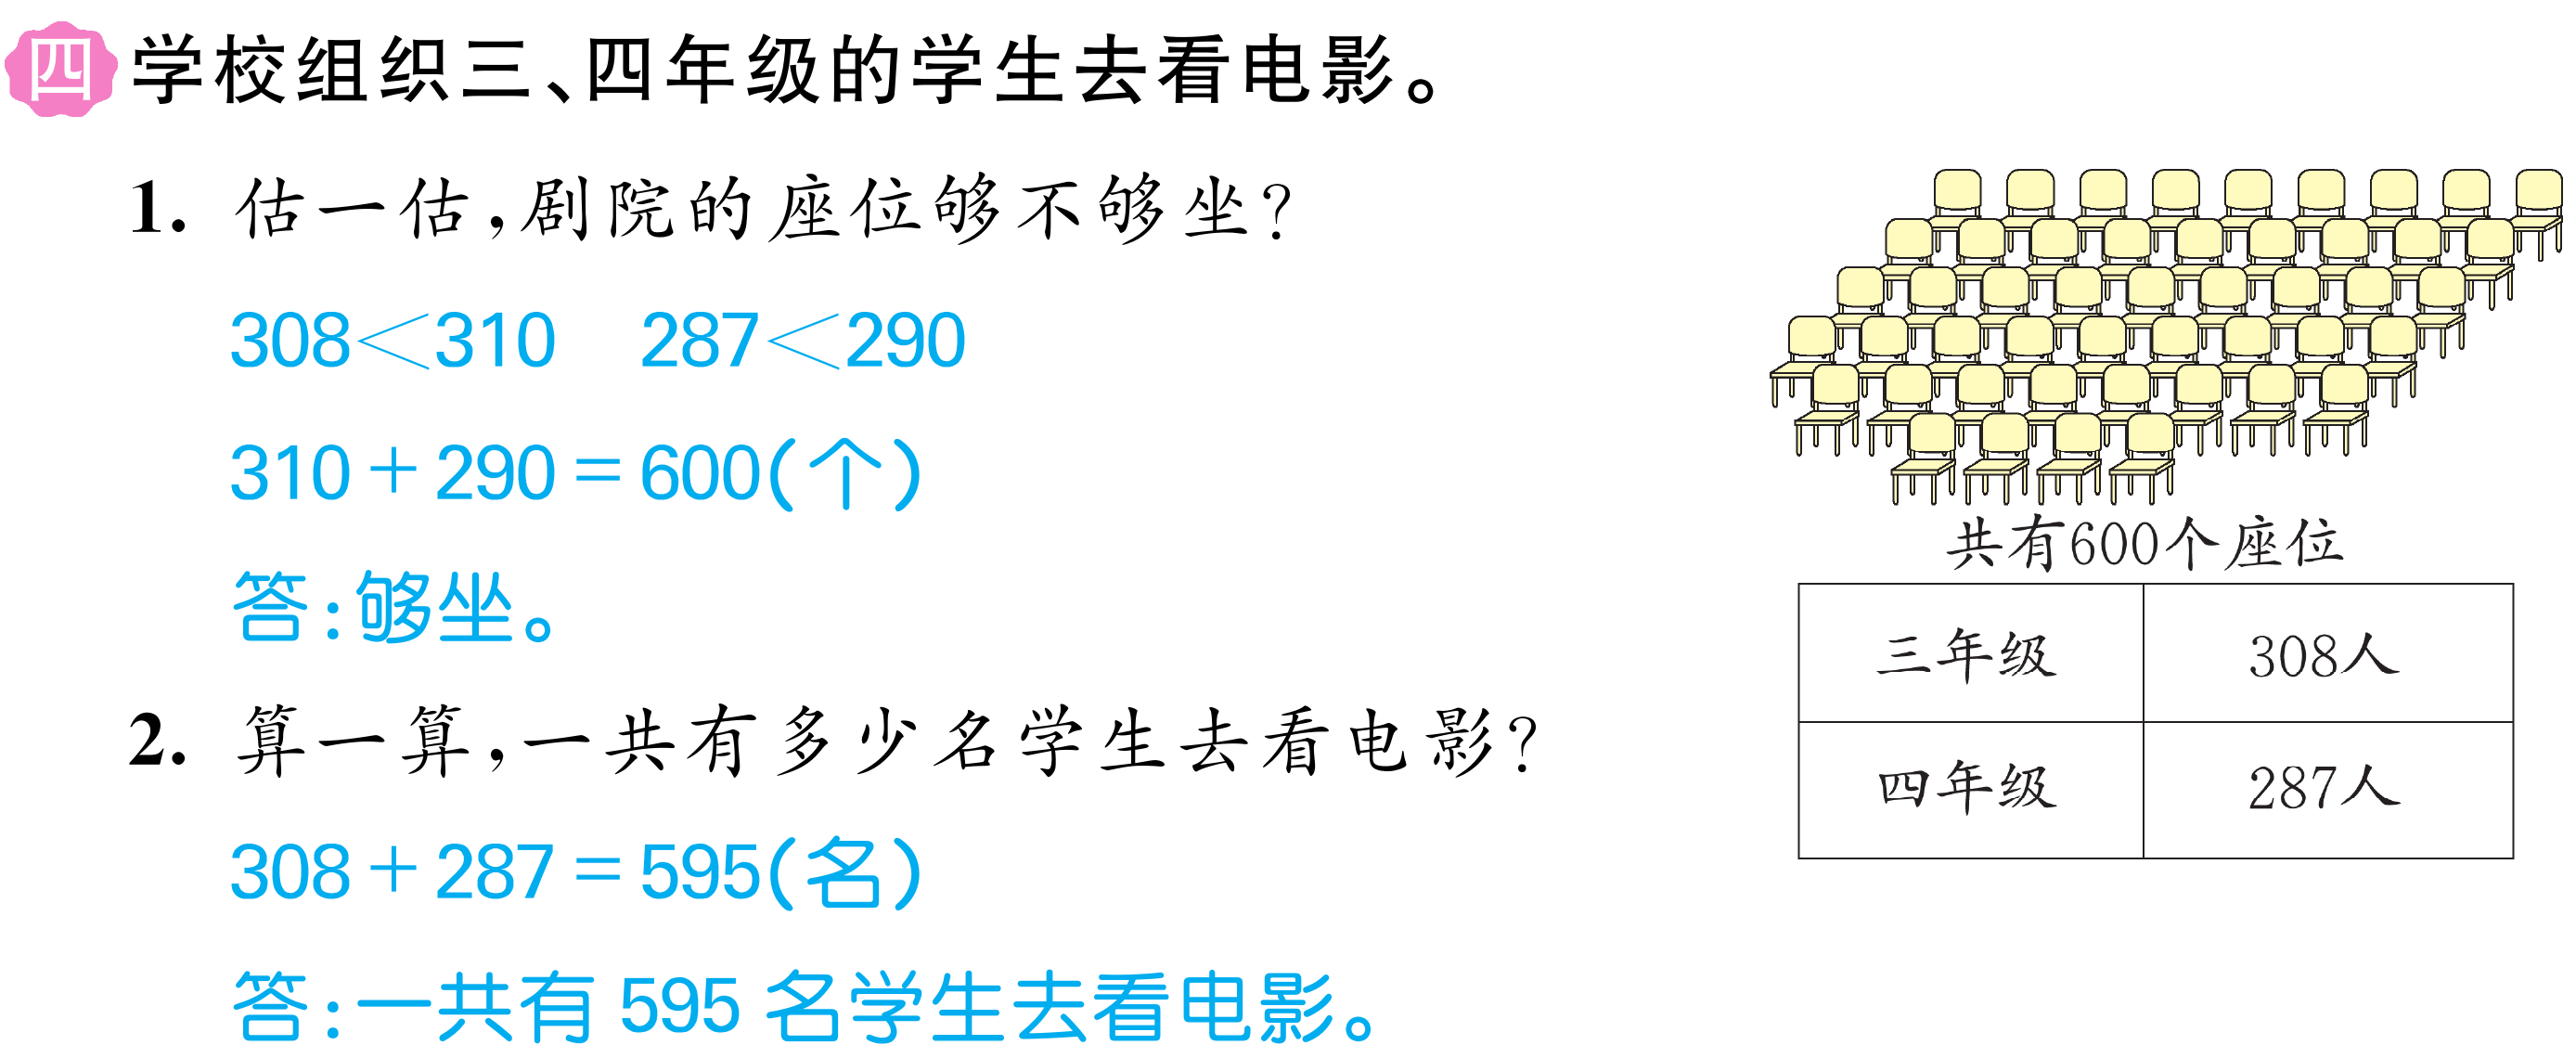 四 学校组织三、四年级的学生去看电影。
1. 估一估,剧院的座位够不够坐?
308<310 287<290
310+290=600(个)
答:够坐。
共有600个座位
三年级 308人
四年级 287人
2. 算一算,一共有多少名学生去看电影?
308+287=595(名)
答:一共有 595 名学生去看电影。